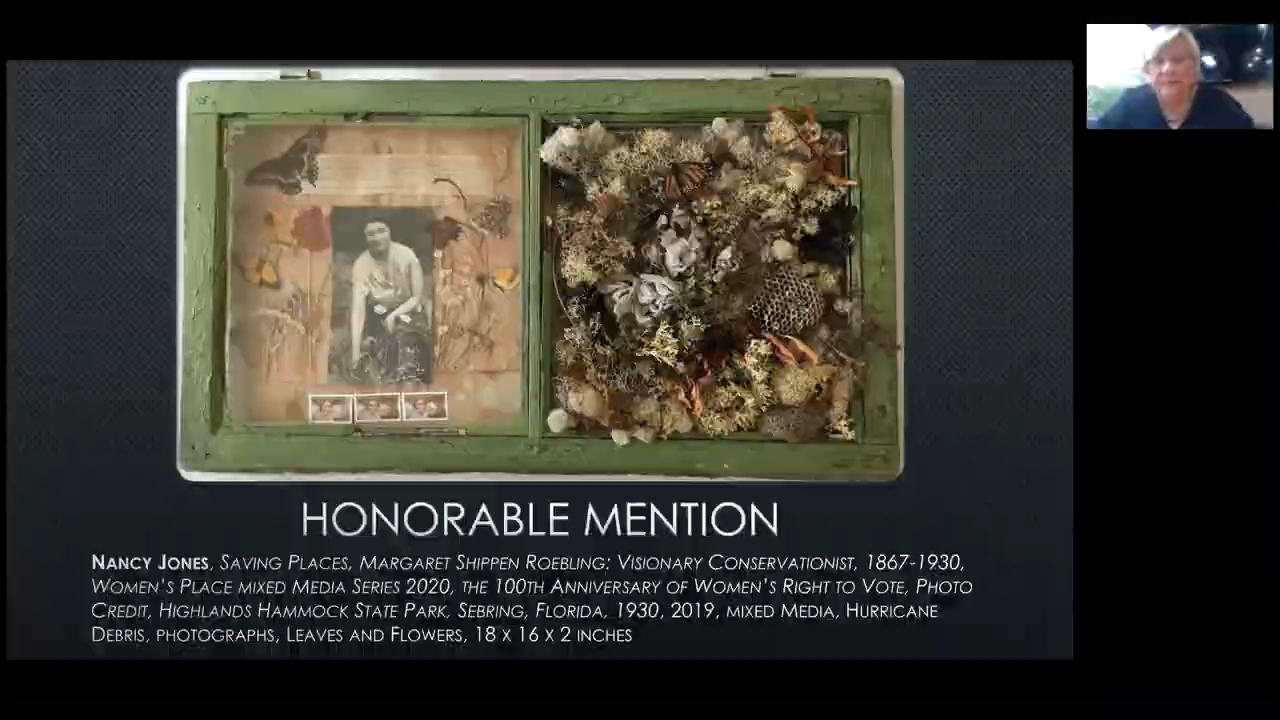 HONORABLE MENTION
NANCY JONES, SAVING PLACES, MARGARET SHIPPEN ROEBLING: VISIONARY CONSERVATIONIST, 1867-1930,
WOMEN'S PLACE MIXED MEDIA SERIES 2020, THE 100TH ANNIVERSARY OF WOMEN'S RIGHT TO VOTE, PHOTO
CREDIT, HIGHLANDS HAMMOCK STATE PARK, SEBRING, FLORIDA, 1930, 2019, MIXED MEDIA, HURRICANE
DEBRIS, PHOTOGRAPHS, LEAVES AND FLOWERS, 18 X 16 X 2 INCHES